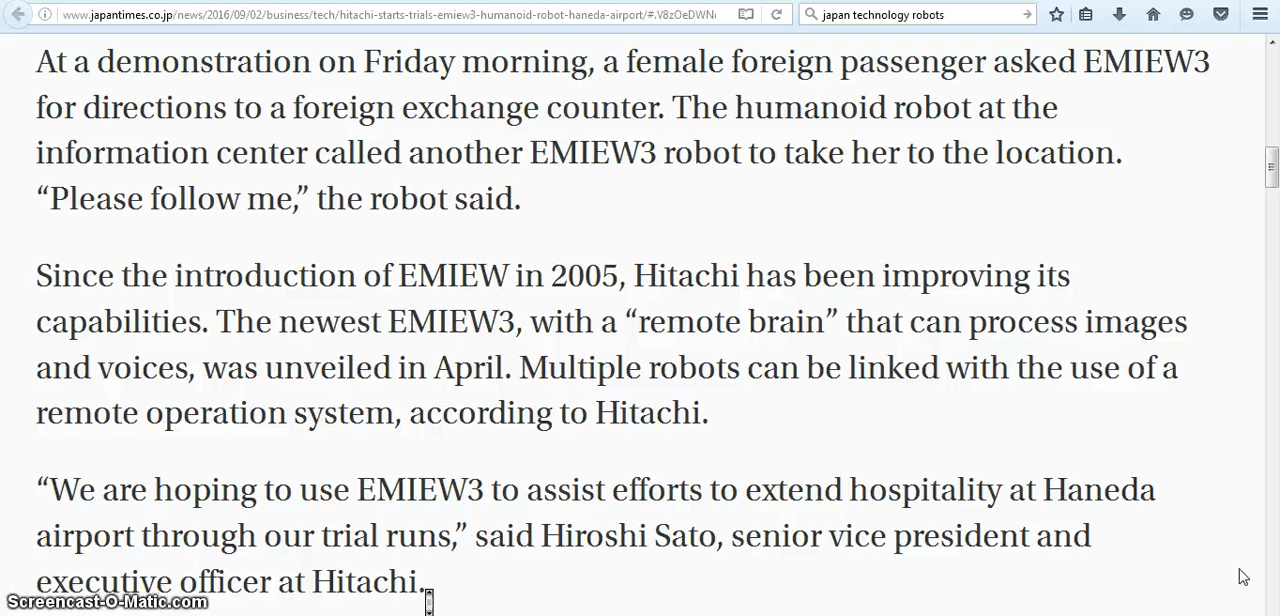 www.japantimes.co.jp/news/2016/09/02/business/tech/hitachi-starts-trials-emiew3-humanoid-robot-haneda-airport/#.V8zOeDWN
japan technology robots
At a demonstration on Friday morning, a female foreign passenger asked EMIEW3
for directions to a foreign exchange counter. The humanoid robot at the
information center called another EMIEW3 robot to take her to the location.
“Please follow me,” the robot said.
Since the introduction of EMIEW in 2005, Hitachi has been improving its
capabilities. The newest EMIEW3, with a “remote brain” that can process images
and voices, was unveiled in April. Multiple robots can be linked with the use of a
remote operation system, according to Hitachi.
“We are hoping to use EMIEW3 to assist efforts to extend hospitality at Haneda
airport through our trial runs,” said Hiroshi Sato, senior vice president and
executive officer at Hitachi.
Screencast-O-Matic.com